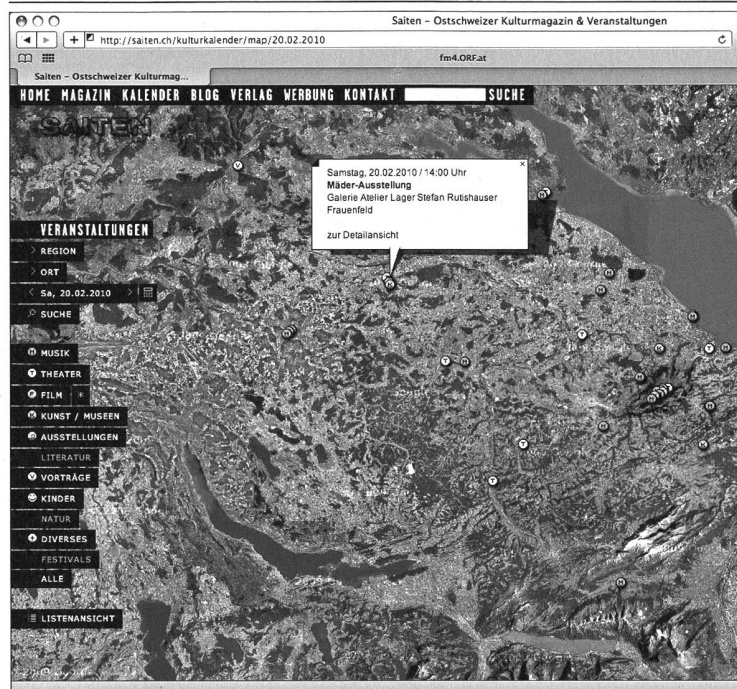 Saiten – Ostschweizer Kulturmagazin & Veranstaltungen
http://saiten.ch/kulturkalender/map/20.02.2010
fm4.ORF.at
Saiten – Ostschweizer Kulturmag...
HOME MAGAZIN KALENDER BLOG VERLAG WERBUNG KONTAKT SUCHE
SAITEN
Samstag, 20.02.2010 / 14:00 Uhr
Mäder-Ausstellung
Galerie Atelier Lager Stefan Rutishauser
Frauenfeld
zur Detailansicht
VERANSTALTUNGEN
REGION
ORT
Sa, 20.02.2010
SUCHE
M MUSIK
T THEATER
F FILM *
K KUNST / MUSEEN
AUSSTELLUNGEN
LITERATUR
V VORTRÄGE
KINDER
NATUR
DIVERSES
FESTIVALS
ALLE
LISTENANSICHT